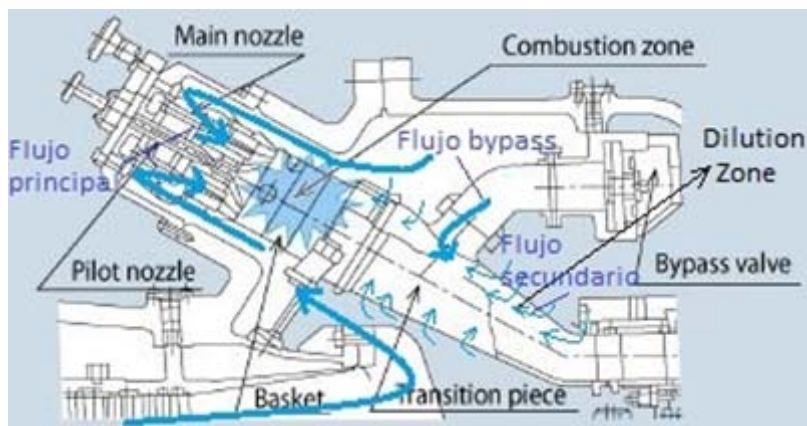 Main nozzle
Combustion zone
Flujo
principal
Flujo bypass
Dilution
Zone
Pilot nozzle
Flujo
secundario
Bypass valve
Basket
Transition piece